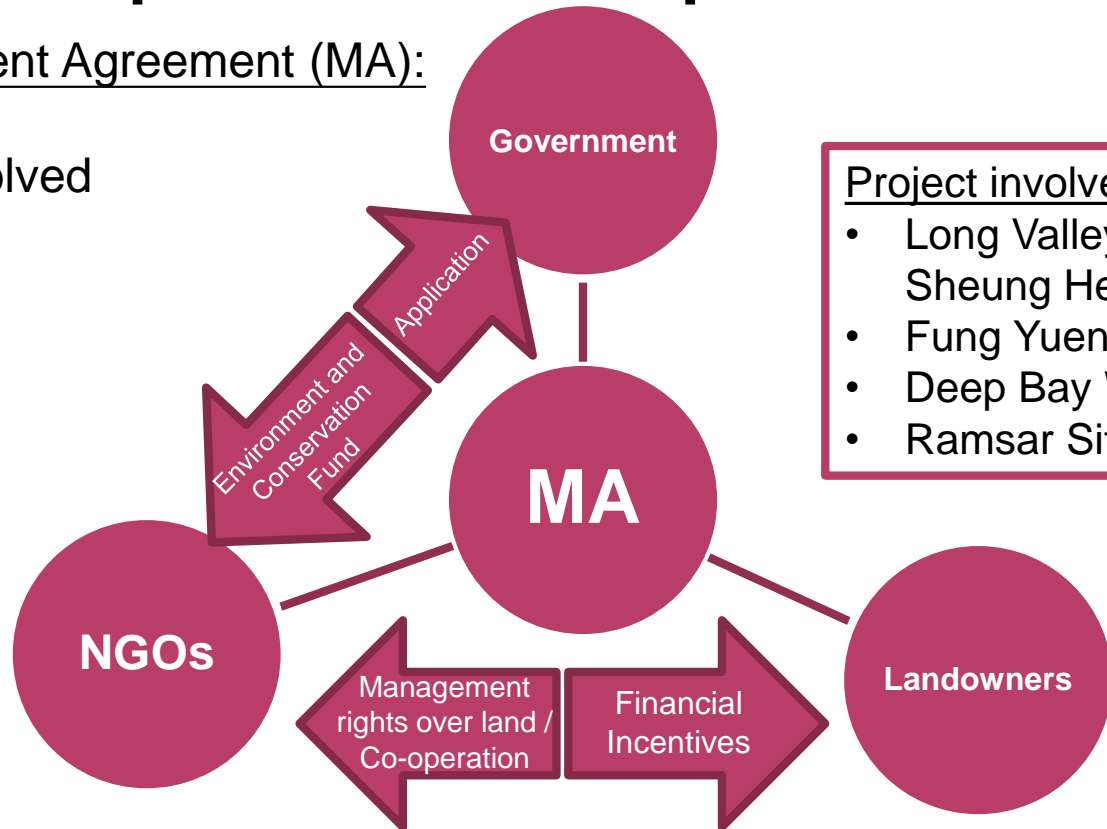 ent Agreement (MA):
olved
Government
Project involve
• Long Valley
Sheung He
• Fung Yuen
• Deep Bay
• Ramsar Sit
Application
Environment and
Conservation
Fund
MA
NGOs
Management
rights over land /
Co-operation
Financial
Incentives
Landowners